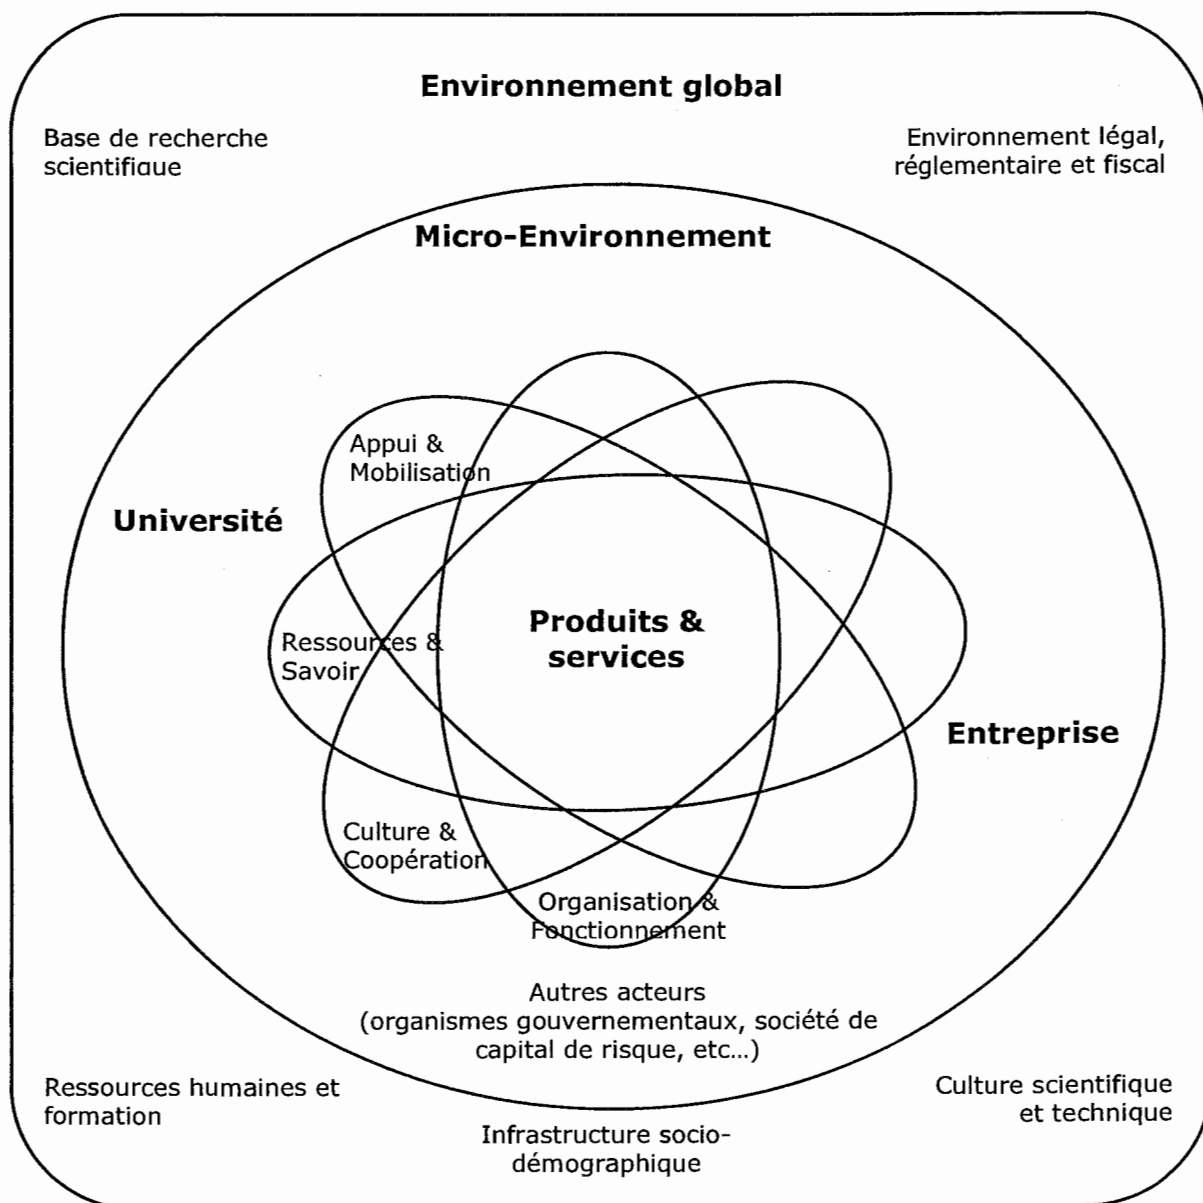 Environnement global
Base de recherche
scientifique
Environnement légal,
réglementaire et fiscal
Micro-Environnement
Appui &
Mobilisation
Université
Produits &
services
Ressources &
Savoir
Entreprise
Culture &
Coopération
Organisation &
Fonctionnement
Autres acteurs
(organismes gouvernementaux, société de
capital de risque, etc...)
Ressources humaines et
formation
Culture scientifique
et technique
Infrastructure socio-
démographique